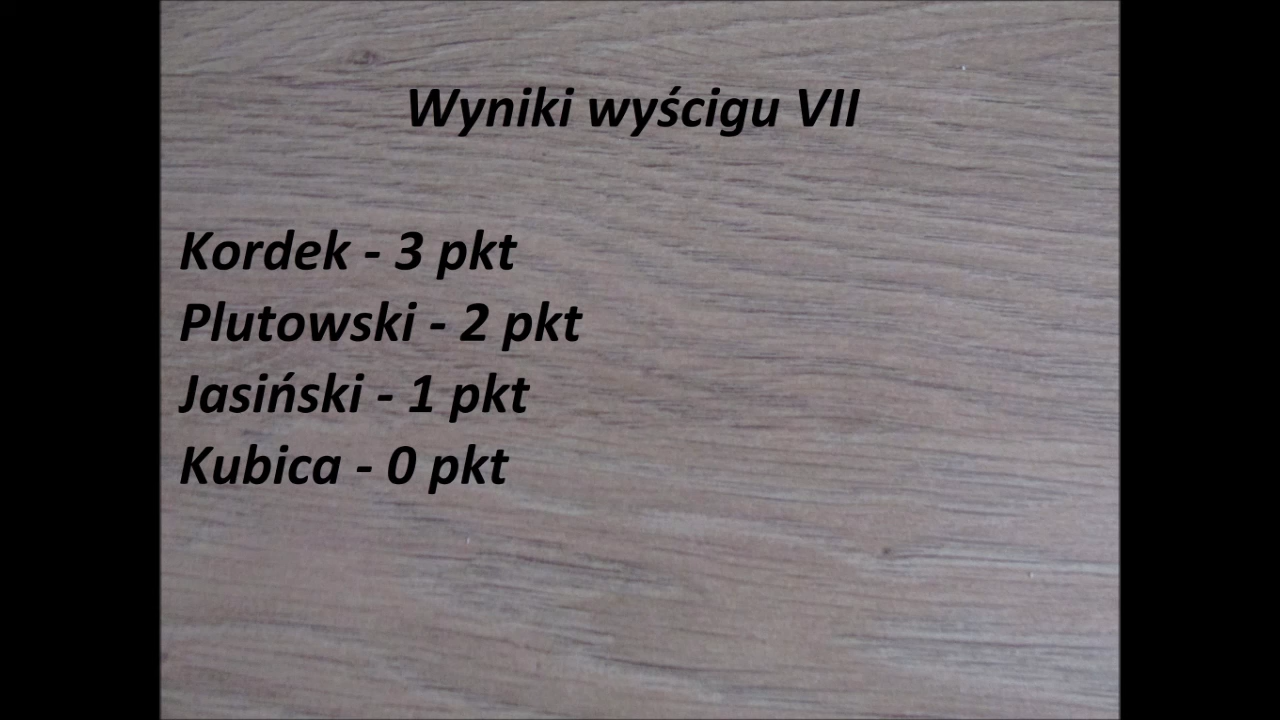 Wyniki wyścigu VII
Kordek - 3 pkt
Plutowski - 2 pkt
Jasiński - 1 pkt
Kubica - 0 pkt